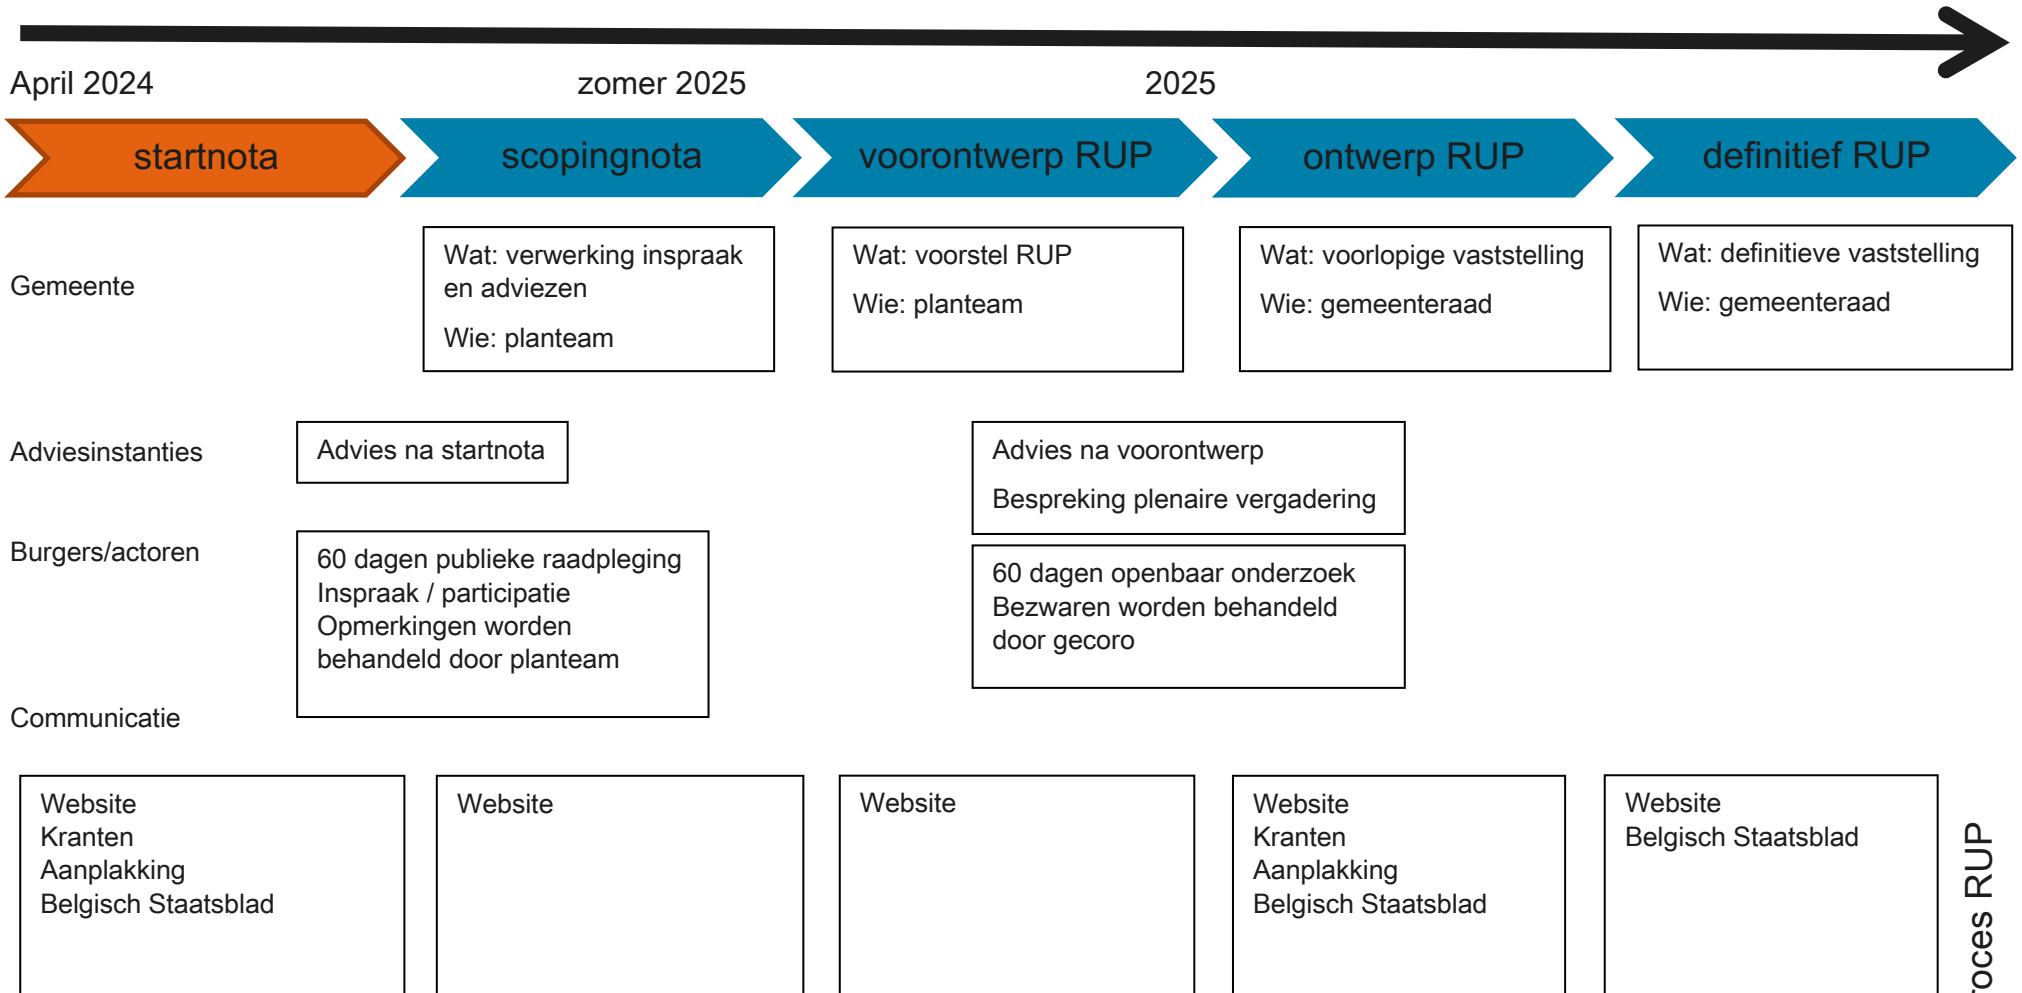 April 2024
zomer 2025
2025
startnota
scopingnota
voorontwerp RUP
ontwerp RUP
definitief RUP
Gemeente
Wat: verwerking inspraak
en adviezen
Wie: planteam
Wat: voorstel RUP
Wie: planteam
Wat: voorlopige vaststelling
Wie: gemeenteraad
Wat: definitieve vaststelling
Wie: gemeenteraad
Adviesinstanties
Advies na startnota
Advies na voorontwerp
Bespreking plenaire vergadering
Burgers/actoren
60 dagen publieke raadpleging
Inspraak / participatie
Opmerkingen worden
behandeld door planteam
60 dagen openbaar onderzoek
Bezwaren worden behandeld
door gecoro
Communicatie
Website
Kranten
Aanplakking
Belgisch Staatsblad
Website
Website
Website
Kranten
Aanplakking
Belgisch Staatsblad
Website
Belgisch Staatsblad
RUP